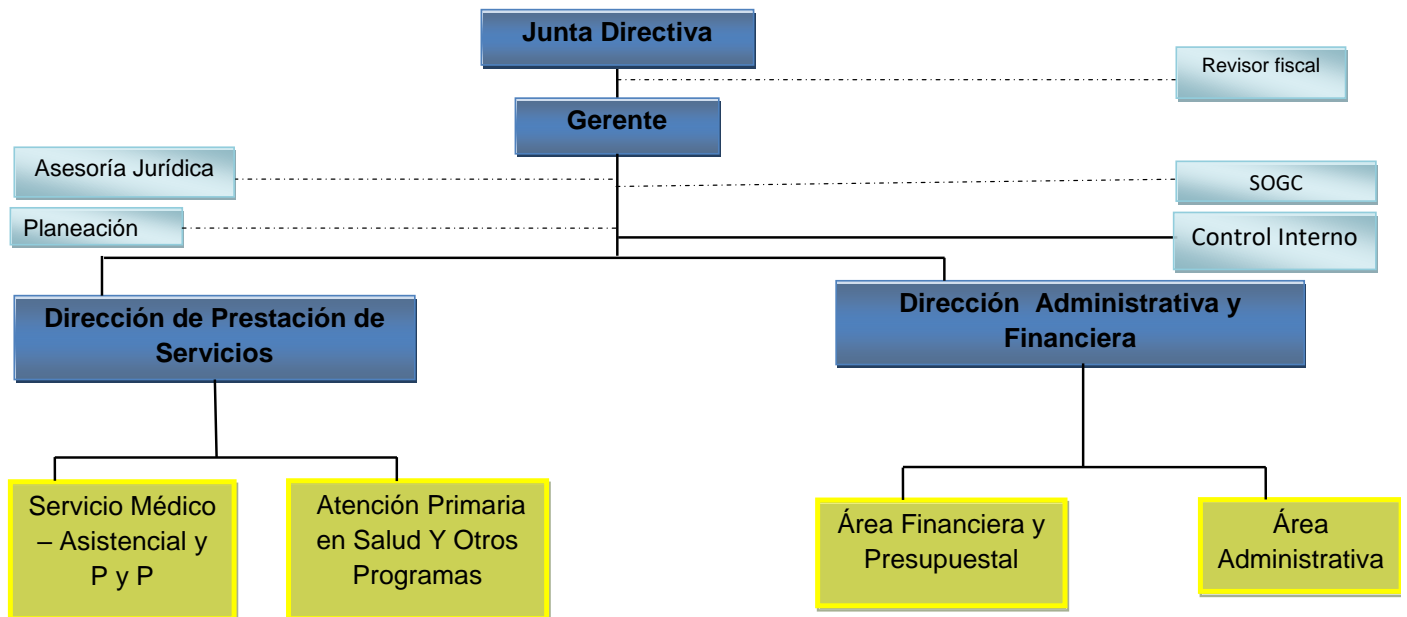 Junta Directiva
Revisor fiscal
Gerente
Asesoría Jurídica
SOGC
Planeación
Control Interno
Dirección de Prestación de
Servicios
Dirección Administrativa y
Financiera
Servicio Médico
– Asistencial y
P y P
Atención Primaria
en Salud Y Otros
Programas
Área Financiera y
Presupuestal
Área
Administrativa